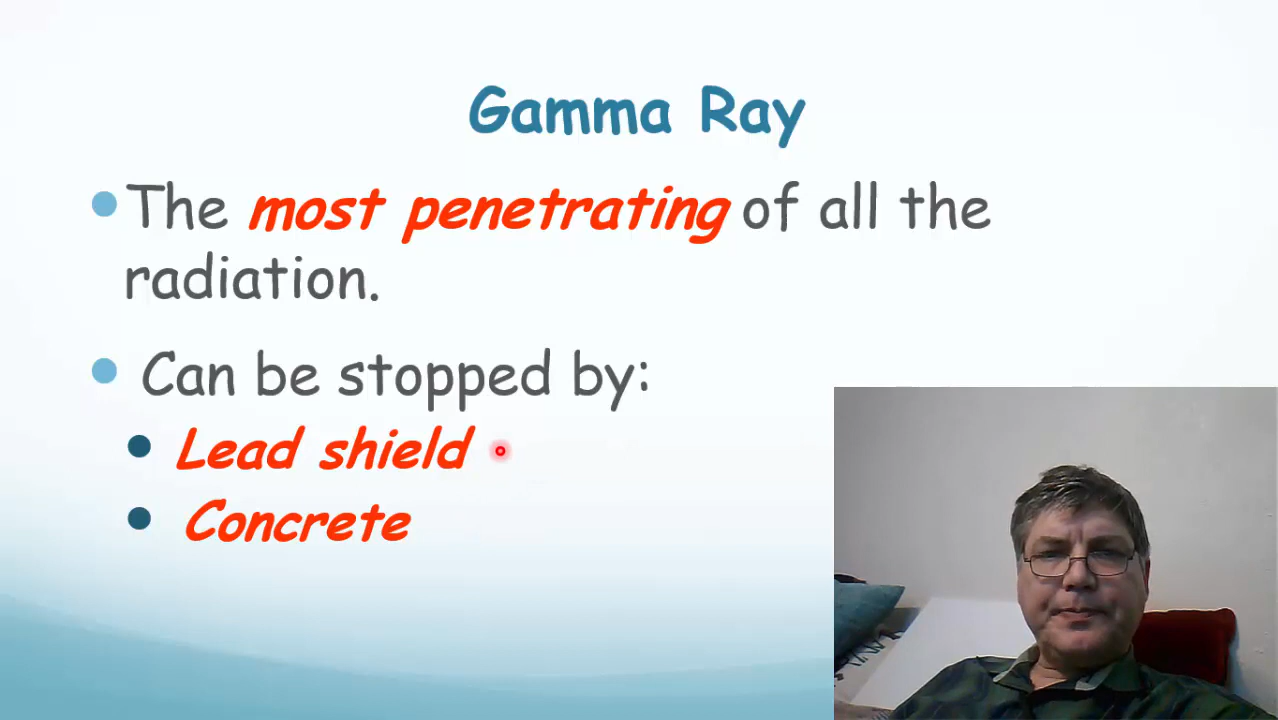 Gamma Ray
The most penetrating of all the
radiation.
Can be stopped by:
Lead shield
Concrete